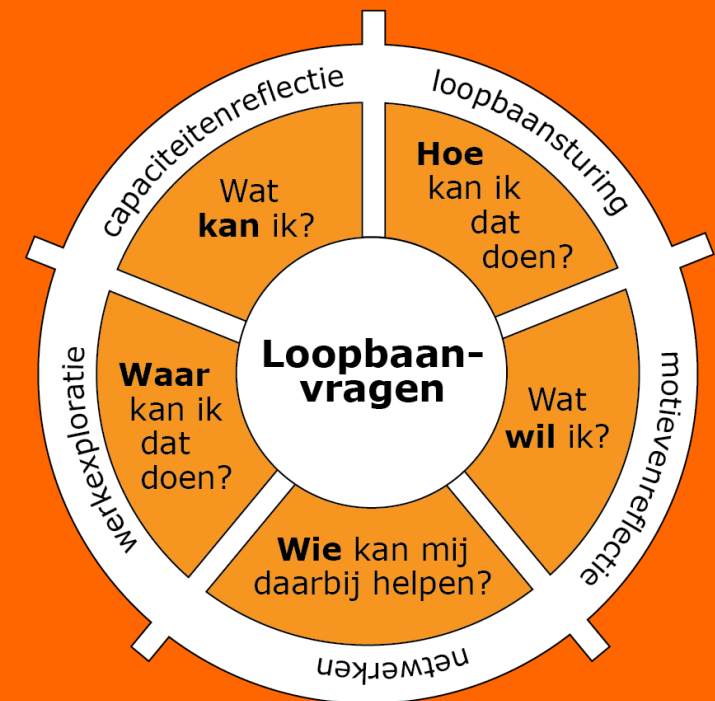 capaciteitenreflectie
loopbaansturing
motievenreflectie
netwerken
werkexploratie
Wat
kan ik?
Hoe
kan ik
dat
doen?
Wat
wil ik?
Wie kan mij
daarbij helpen?
Waar
kan ik
dat
doen?
Loopbaan-
vragen